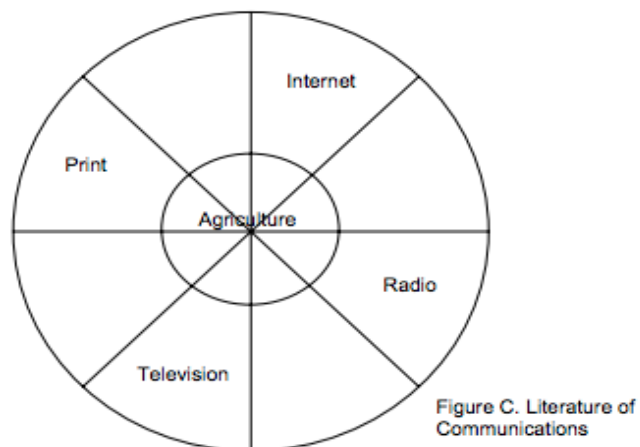 Internet
Print
Agriculture
Radio
Television
Figure C. Literature of
Communications